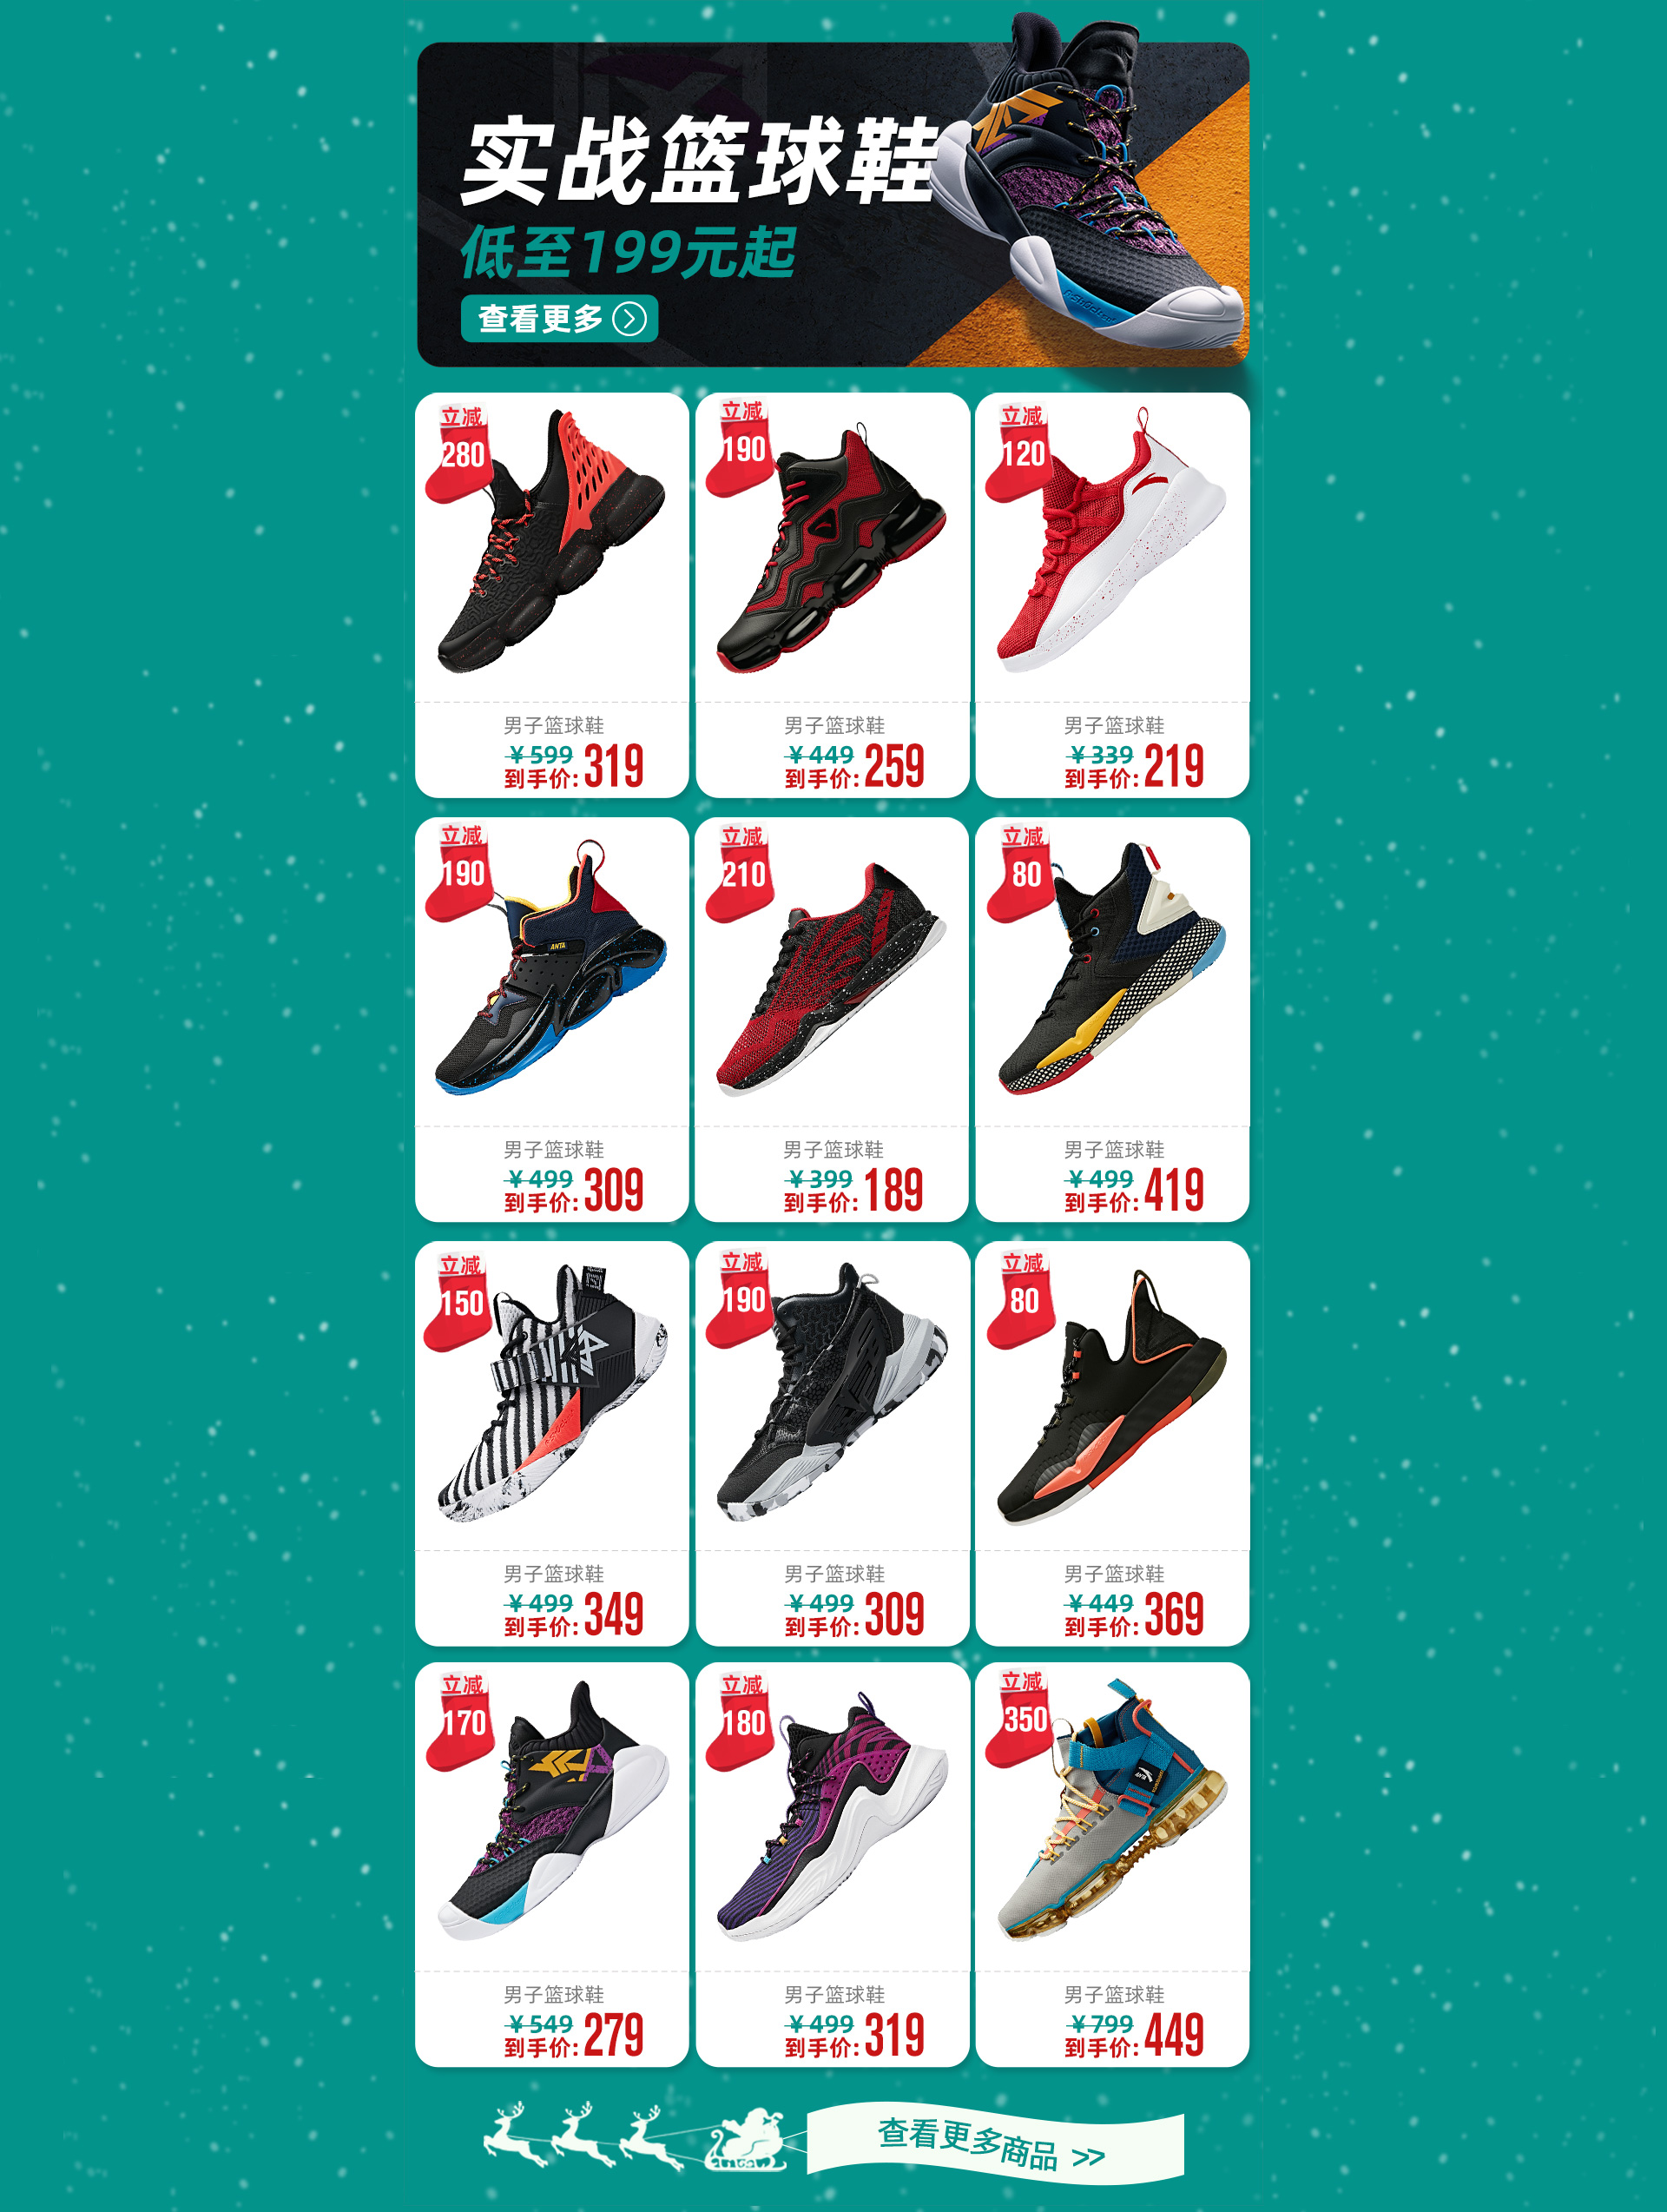 实战篮球鞋
低至199元起
查看更多
立减
280
立减
190
立减
120
男子篮球鞋
¥599
到手价:319
男子篮球鞋
¥449
到手价:259
男子篮球鞋
¥339
到手价:219
立减
190
立减
210
立减
80
ANTA
男子篮球鞋
¥499
到手价:309
男子篮球鞋
¥399
到手价:189
男子篮球鞋
¥499
到手价:419
立减
150
立减
190
立减
80
男子篮球鞋
¥499
到手价:349
男子篮球鞋
¥499
到手价:309
男子篮球鞋
¥449
到手价:369
立减
170
立减
180
立减
350
男子篮球鞋
¥549
到手价:279
男子篮球鞋
¥499
到手价:319
男子篮球鞋
¥799
到手价:449
查看更多商品 >>